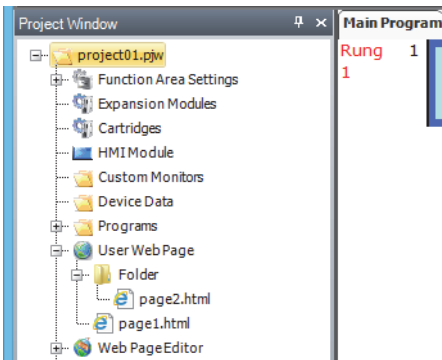 Project Window
project01.pjw
Function Area Settings
Expansion Modules
Cartridges
HMI Module
Custom Monitors
Device Data
Programs
User Web Page
Folder
page2.html
page1.html
Web Page Editor
Main Program
Rung 1
1